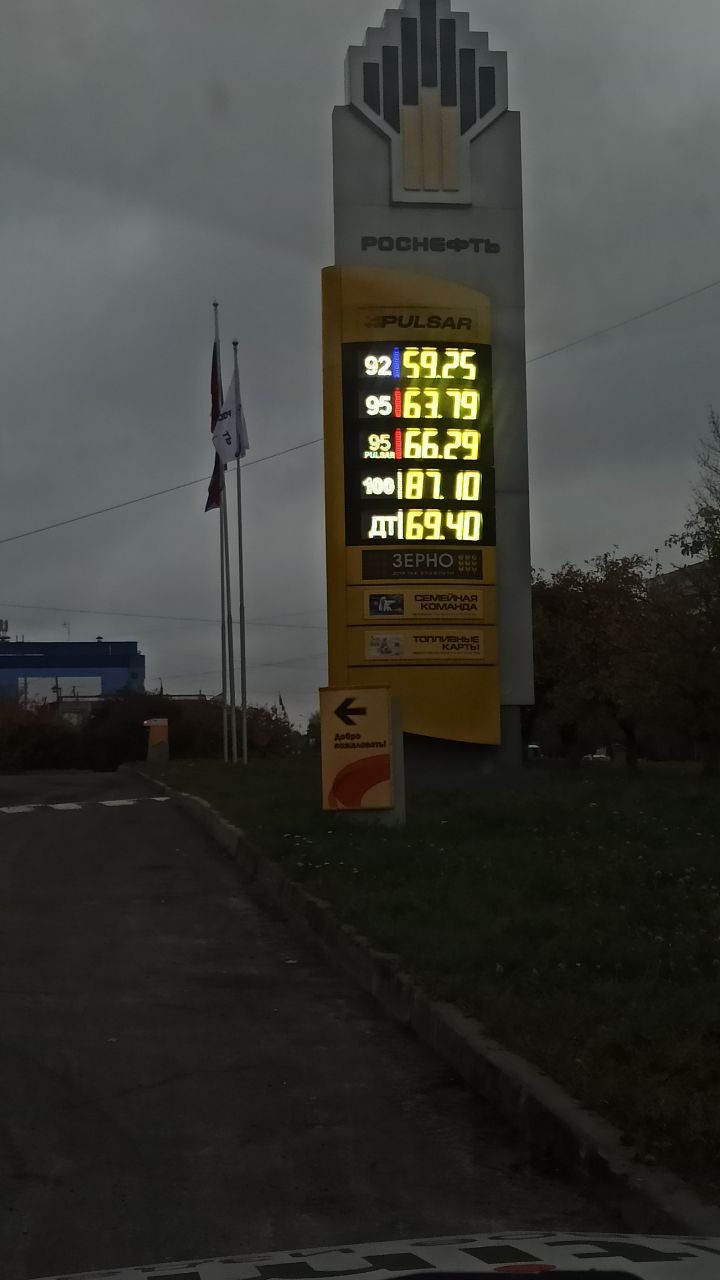 РОСНЕФТЬ
PULSAR
92 59.25
95 63.79
95 66.29
PULSAR
100 87.10
ДТ 69.40
ЗЕРНО
СЕМЕЙНАЯ
КОМАНДА
ТОПЛИВНЫЕ
КАРТЫ
Добро
пожаловать!